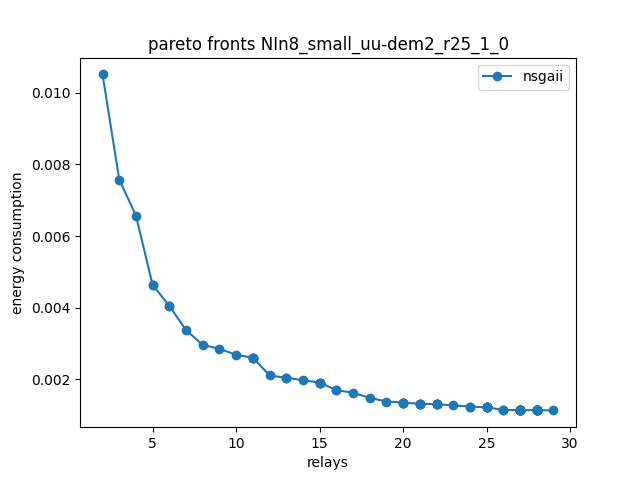 pareto fronts NIn8_small_uu-dem2_r25_1_0
nsgaii
0.010
0.008
0.006
0.004
0.002
energy consumption
5 10 15 20 25 30
relays